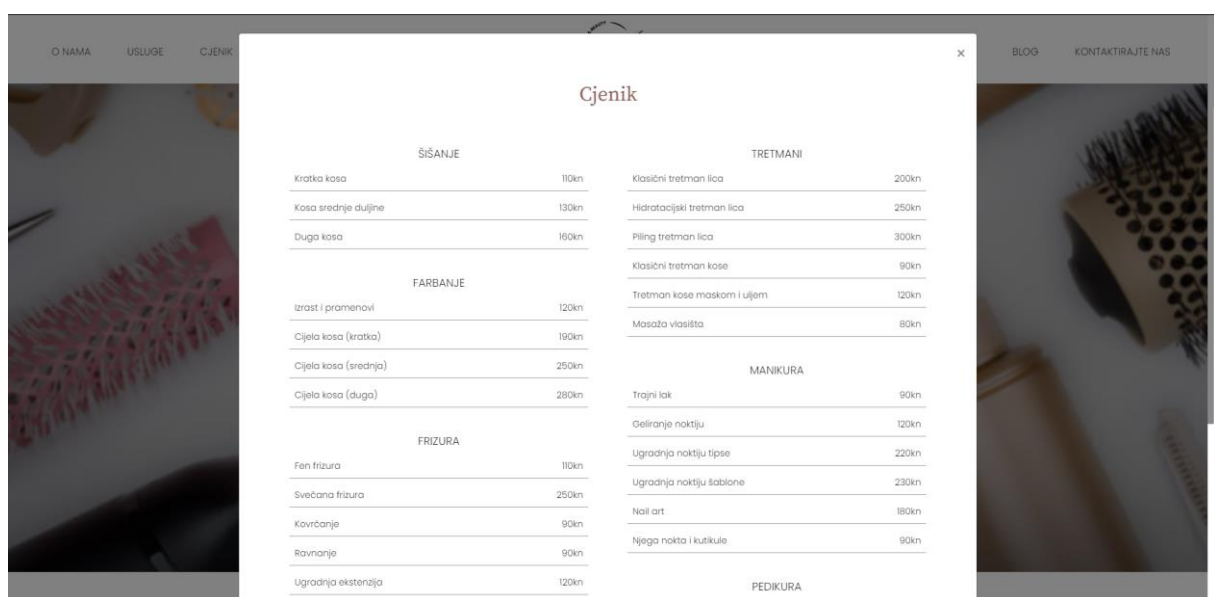 BEAUTY
O NAMA USLUGE CJENIK BLOG KONTAKTIRAJTE NAS
×
Cjenik
ŠIŠANJE
Kratka kosa 110kn
Kosa srednje duljine 130kn
Duga kosa 160kn
FARBANJE
Izrast i pramenovi 120kn
Cijela kosa (kratka) 190kn
Cijela kosa (srednja) 250kn
Cijela kosa (duga) 280kn
FRIZURA
Fen frizura 110kn
Svečana frizura 250kn
Kovrčanje 90kn
Ravnanje 90kn
Ugradnja ekstenzija 120kn
TRETMANI
Klasični tretman lica 200kn
Hidratacijski tretman lica 250kn
Piling tretman lica 300kn
Klasični tretman kose 90kn
Tretman kose maskom i uljem 120kn
Masaža vlasišta 80kn
MANIKURA
Trajni lak 90kn
Geliranje noktiju 120kn
Ugradnja noktiju tipse 220kn
Ugradnja noktiju šablone 230kn
Nail art 180kn
Njega nokta i kutikule 90kn
PEDIKURA